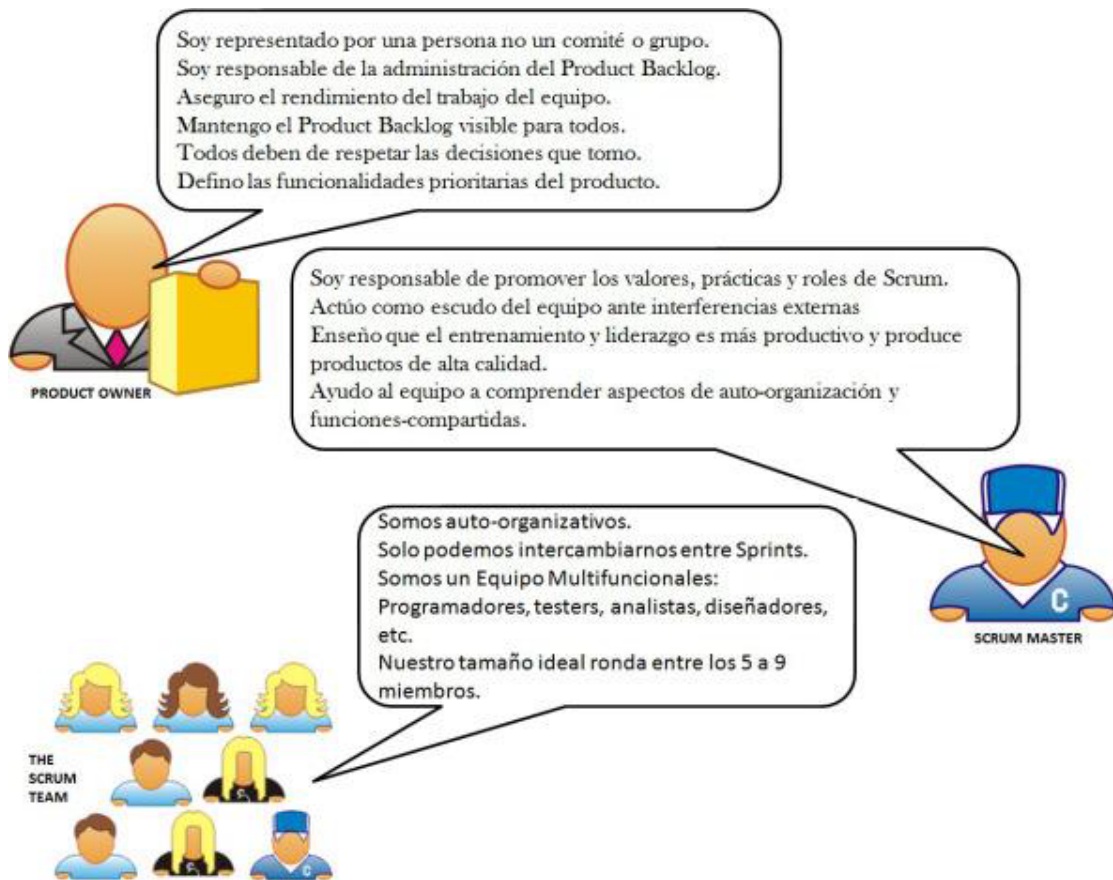 Soy representado por una persona no un comité o grupo.
Soy responsable de la administración del Product Backlog.
Aseguro el rendimiento del trabajo del equipo.
Mantengo el Product Backlog visible para todos.
Todos deben de respetar las decisiones que tomo.
Defino las funcionalidades prioritarias del producto.
PRODUCT OWNER
Soy responsable de promover los valores, prácticas y roles de Scrum.
Actúo como escudo del equipo ante interferencias externas
Enseño que el entrenamiento y liderazgo es más productivo y produce
productos de alta calidad.
Ayudo al equipo a comprender aspectos de auto-organización y
funciones-compartidas.
C
SCRUM MASTER
Somos auto-organizativos.
Solo podemos intercambiarnos entre Sprints.
Somos un Equipo Multifuncionales:
Programadores, testers, analistas, diseñadores,
etc.
Nuestro tamaño ideal ronda entre los 5 a 9
miembros.
THE
SCRUM
TEAM
C